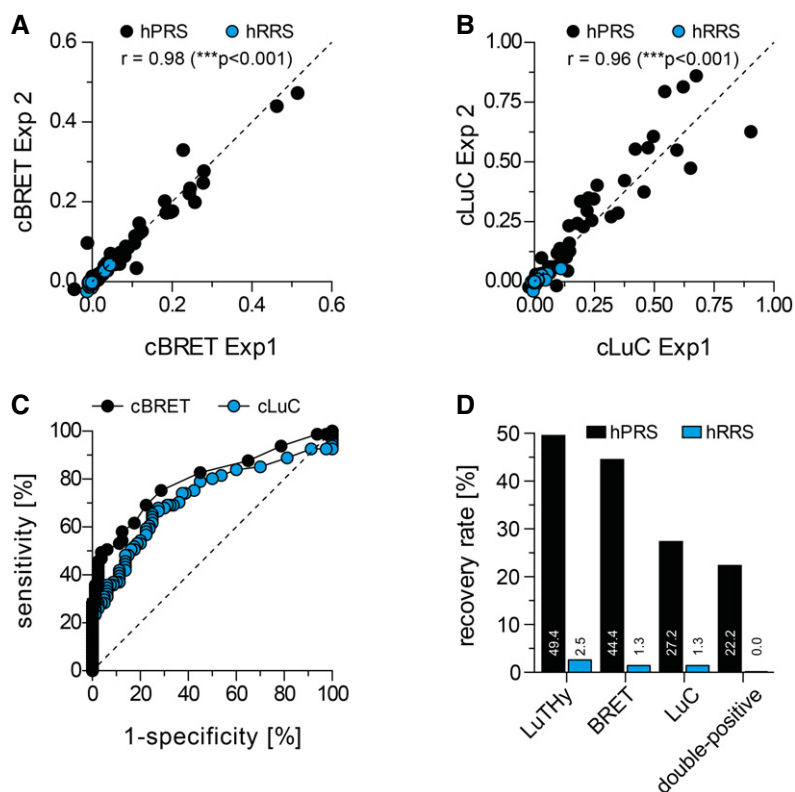 A
hPRS hRRS
r = 0.98 (***p<0.001)
0.6
0.4
0.2
0.0
0.0 0.2 0.4 0.6
cBRET Exp 2
cBRET Exp1
B
hPRS hRRS
r = 0.96 (***p<0.001)
1.00
0.75
0.50
0.25
0.00
0.00 0.25 0.50 0.75 1.00
cLuC Exp 2
cLuC Exp1
C
cBRET cLuC
100
80
60
40
20
0
0 20 40 60 80 100
sensitivity [%]
1-specificity [%]
D
hPRS hRRS
50
40
30
20
10
0
recovery rate [%]
49.4 2.5 44.4 1.3 27.2 1.3 22.2 0.0
LuTHy
BRET
LuC
double-positive